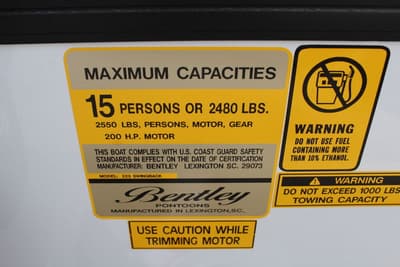 MAXIMUM CAPACITIES
15 PERSONS OR 2480 LBS.
2550 LBS, PERSONS, MOTOR, GEAR
200 H.P. MOTOR
THIS BOAT COMPLIES WITH U.S. COAST GUARD SAFETY
STANDARDS IN EFFECT ON THE DATE OF CERTIFICATION
MANUFACTURER: BENTLEY LEXINGTON SC. 29073
MODEL: 223 SWINGBACK
Bentley
PONTOONS
MANUFACTURED IN LEXINGTON,SC.
USE CAUTION WHILE
TRIMMING MOTOR
WARNING
DO NOT USE FUEL
CONTAINING MORE
THAN 10% ETHANOL.
WARNING
DO NOT EXCEED 1000 LBS
TOWING CAPACITY